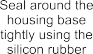 Seal around the
housing base
tightly using the
silicon rubber